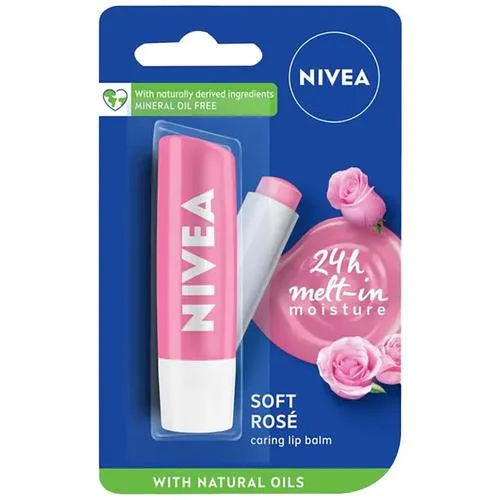 With naturally derived ingredients
MINERAL OIL FREE
NIVEA
NIVEA
24h
melt-in
moisture
SOFT
ROSÉ
caring lip balm
WITH NATURAL OILS